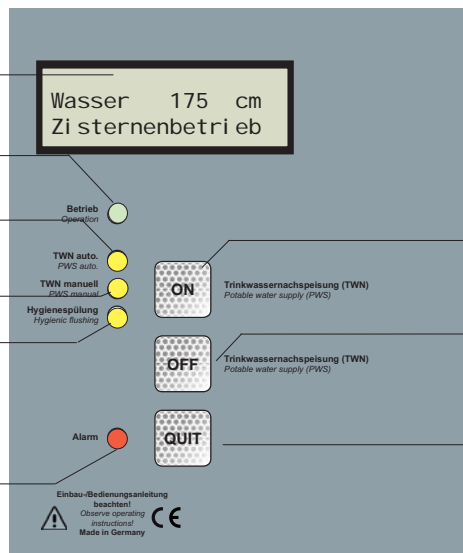 Wasser 175 cm
Zisternenbetrieb
Betrieb
Operation
TWN auto.
PWS auto.
TWN manuell
PWS manual
Hygienespülung
Hygienic flushing
ON
Trinkwassernachspeisung (TWN)
Potable water supply (PWS)
OFF
Trinkwassernachspeisung (TWN)
Potable water supply (PWS)
Alarm
QUIT
Einbau-/Bedienungsanleitung
beachten!
Observe operating
instructions!
Made in Germany
CE